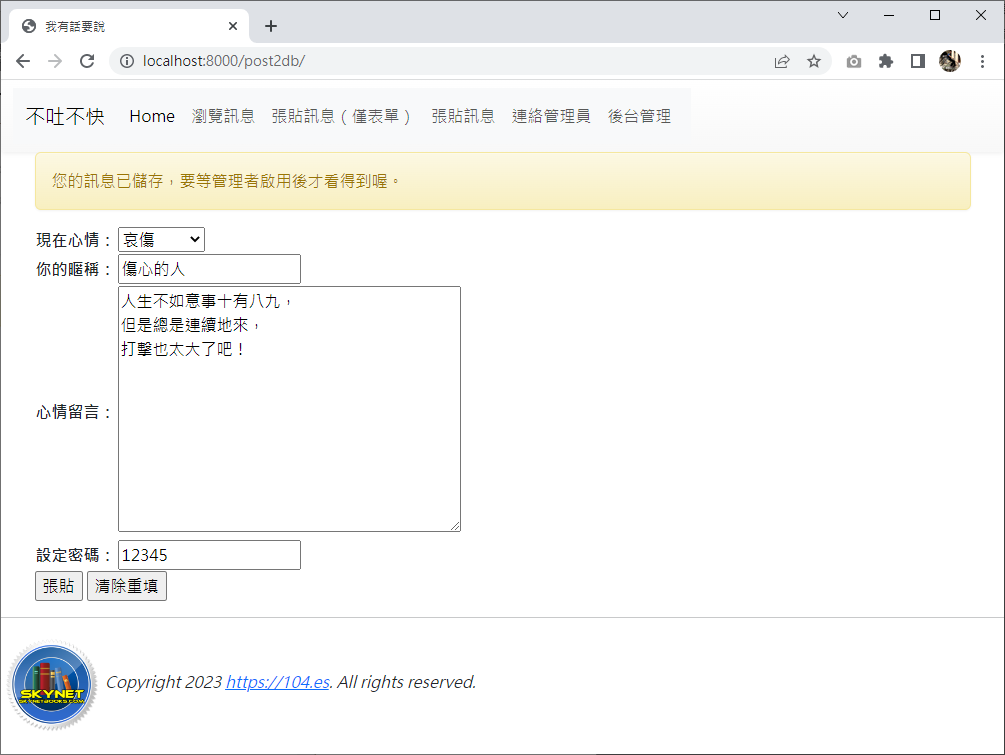 我有話要說
localhost:8000/post2db/
不吐不快 Home 瀏覽訊息 張貼訊息(僅表單) 張貼訊息 連絡管理員 後台管理
您的訊息已儲存，要等管理者啟用後才看得到喔。
現在心情： 哀傷
你的暱稱： 傷心的人
心情留言：
人生不如意事十有八九，
但是總是連續地來，
打擊也太大了吧！
設定密碼： 12345
張貼 清除重填
SKYNET
SKYNETBOOKS.COM
Copyright 2023 https://104.es. All rights reserved.